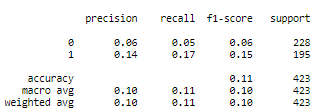 precision recall f1-score support
0 0.06 0.05 0.06 228
1 0.14 0.17 0.15 195
accuracy 0.11 423
macro avg 0.10 0.11 0.10 423
weighted avg 0.10 0.11 0.10 423